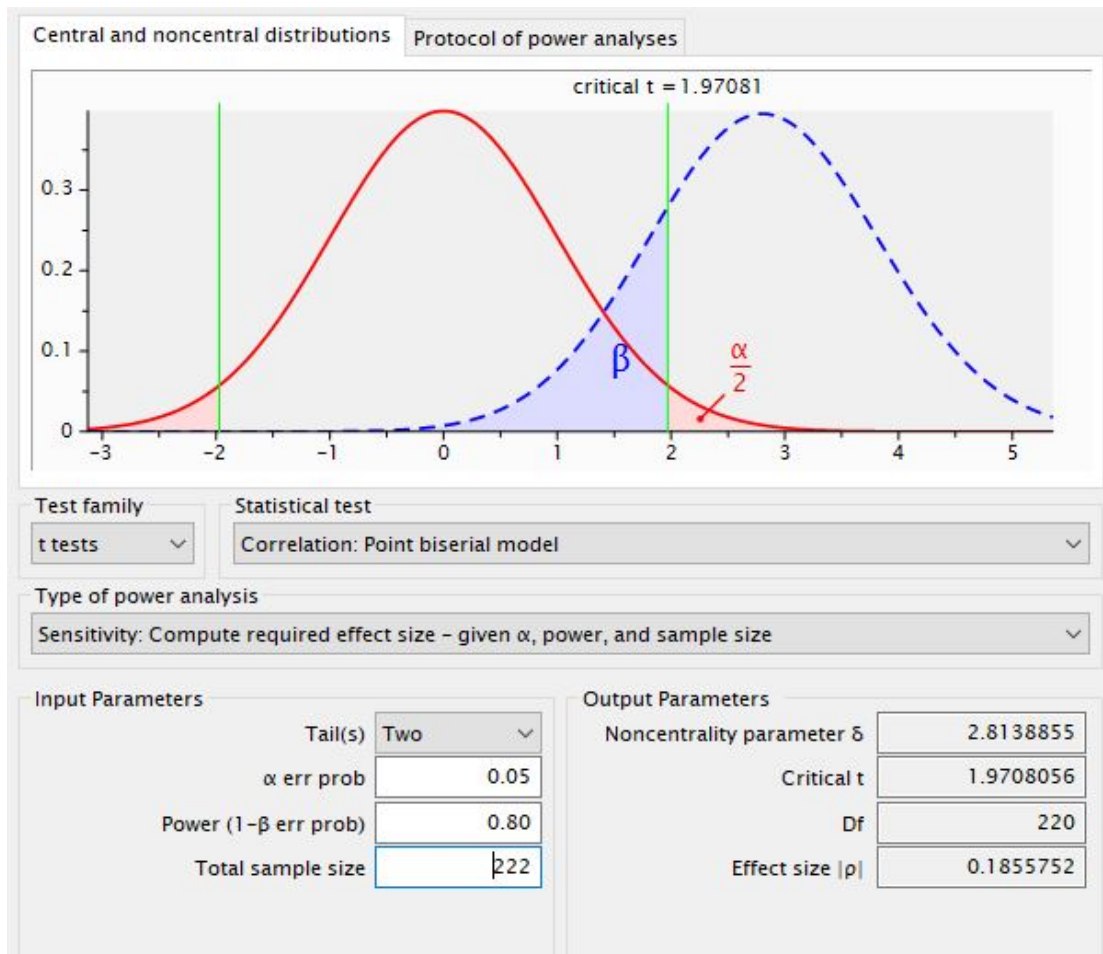 Central and noncentral distributions Protocol of power analyses
critical t = 1.97081
0.3
0.2
β
α
2
0.1
0
-3 -2 -1 0 1 2 3 4 5
Test family Statistical test
t tests Correlation: Point biserial model
Type of power analysis
Sensitivity: Compute required effect size – given α, power, and sample size
Input Parameters Output Parameters
Tail(s) Two Noncentrality parameter δ 2.8138855
α err prob 0.05 Critical t 1.9708056
Power (1-β err prob) 0.80 Df 220
Total sample size 222 Effect size |ρ| 0.1855752